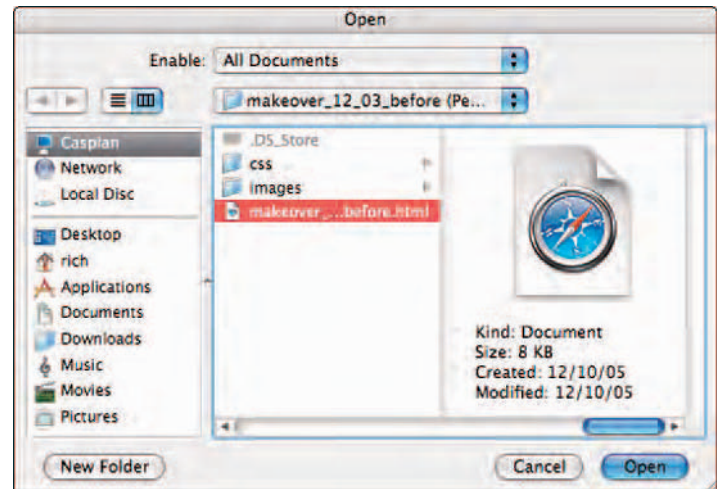 Open
Enable: All Documents
makeover_12_03_before (Pe...
Caspian
Network
Local Disc
Desktop
rich
Applications
Documents
Downloads
Music
Movies
Pictures
.DS_Store
css
images
makeover_...before.html
Kind: Document
Size: 8 KB
Created: 12/10/05
Modified: 12/10/05
New Folder
Cancel
Open